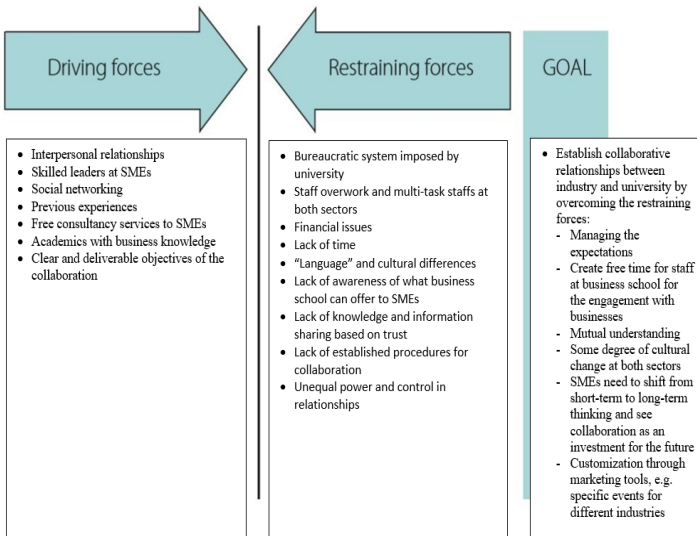 Driving forces
Restraining forces
GOAL
• Interpersonal relationships
• Skilled leaders at SMEs
• Social networking
• Previous experiences
• Free consultancy services to SMEs
• Academics with business knowledge
• Clear and deliverable objectives of the
collaboration
• Bureaucratic system imposed by
university
• Staff overwork and multi-task staffs at
both sectors
• Financial issues
• Lack of time
• “Language” and cultural differences
• Lack of awareness of what business
school can offer to SMEs
• Lack of knowledge and information
sharing based on trust
• Lack of established procedures for
collaboration
• Unequal power and control in
relationships
• Establish collaborative
relationships between
industry and university by
overcoming the restraining
forces:
- Managing the
expectations
- Create free time for staff
at business school for
the engagement with
businesses
- Mutual understanding
- Some degree of cultural
change at both sectors
- SMEs need to shift from
short-term to long-term
thinking and see
collaboration as an
investment for the future
- Customization through
marketing tools, e.g.
specific events for
different industries